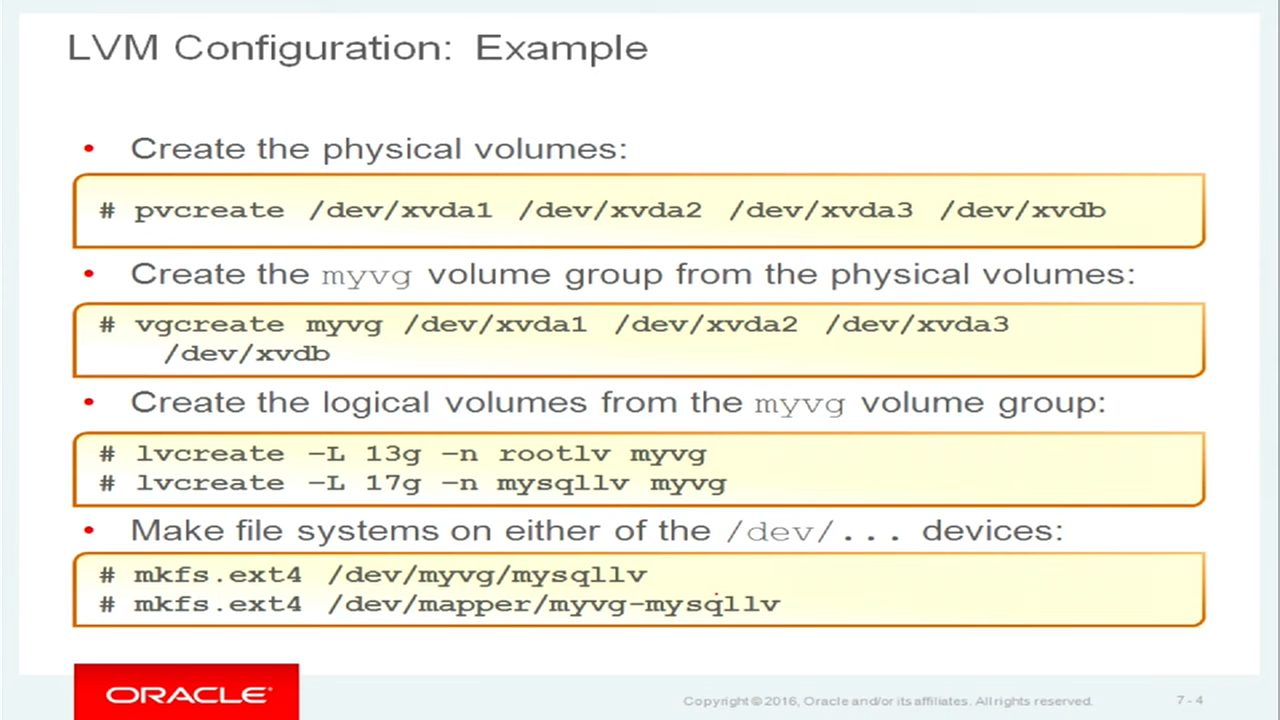 LVM Configuration: Example
• Create the physical volumes:
# pvcreate /dev/xvda1 /dev/xvda2 /dev/xvda3 /dev/xvdb
• Create the myvg volume group from the physical volumes:
# vgcreate myvg /dev/xvda1 /dev/xvda2 /dev/xvda3
/dev/xvdb
• Create the logical volumes from the myvg volume group:
# lvcreate –L 13g –n rootlv myvg
# lvcreate –L 17g –n mysqllv myvg
• Make file systems on either of the /dev/... devices:
# mkfs.ext4 /dev/myvg/mysqllv
# mkfs.ext4 /dev/mapper/myvg-mysqllv
ORACLE®
Copyright © 2016, Oracle and/or its affiliates. All rights reserved.
7 - 4